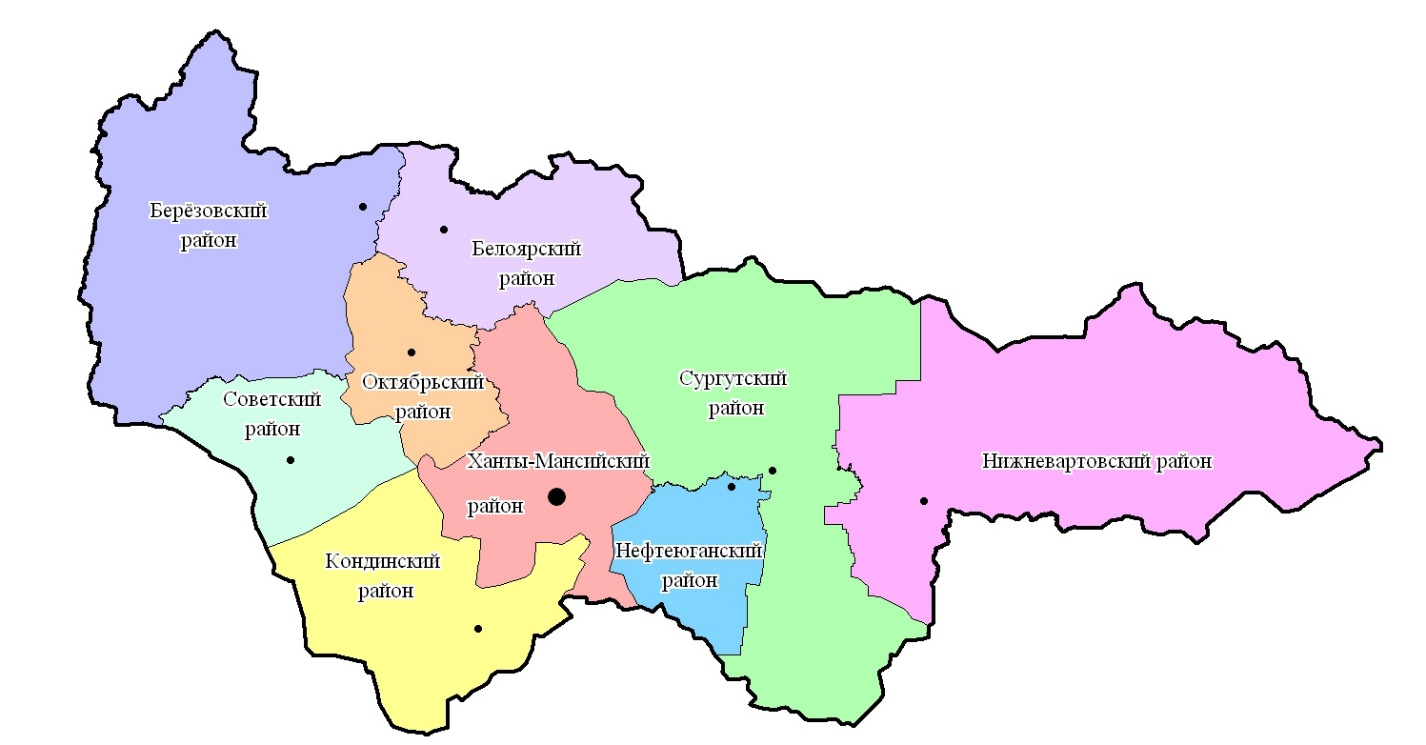 Берёзовский
район
Белоярский
район
Октябрьский
район
Советский
район
Сургутский
район
Ханты-Мансийский
район
Нижневартовский район
Нефтеюганский
район
Кондинский
район